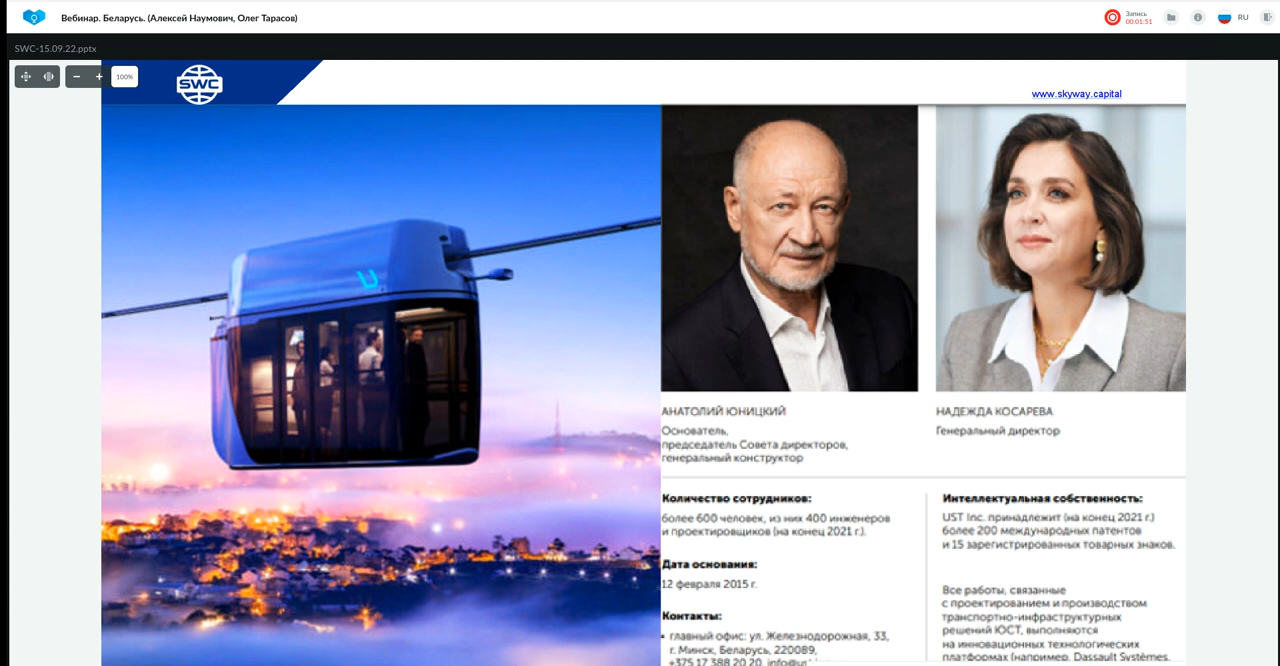 Вебинар. Беларусь. (Алексей Наумович, Олег Тарасов)
Запись
00:01:51
RU
SWC-15.09.22.pptx
100%
SWC
www.skyway.capital
АНАТОЛИЙ ЮНИЦКИЙ
Основатель,
председатель Совета директоров,
генеральный конструктор
НАДЕЖДА КОСАРЕВА
Генеральный директор
Количество сотрудников:
более 600 человек, из них 400 инженеров
и проектировщиков (на конец 2021 г.).
Дата основания:
12 февраля 2015 г.
Контакты:
главный офис: ул. Железнодорожная, 33,
г. Минск, Беларусь, 220089,
+375 17 388 20 20,
Интеллектуальная собственность:
UST Inc. принадлежит (на конец 2021 г.)
более 200 международных патентов
и 15 зарегистрированных товарных знаков.
Все работы, связанные
с проектированием и производством
транспортно-инфраструктурных
решений ЮСТ, выполняются
на инновационных технологических
платформах (например, Dassault Systèmes,